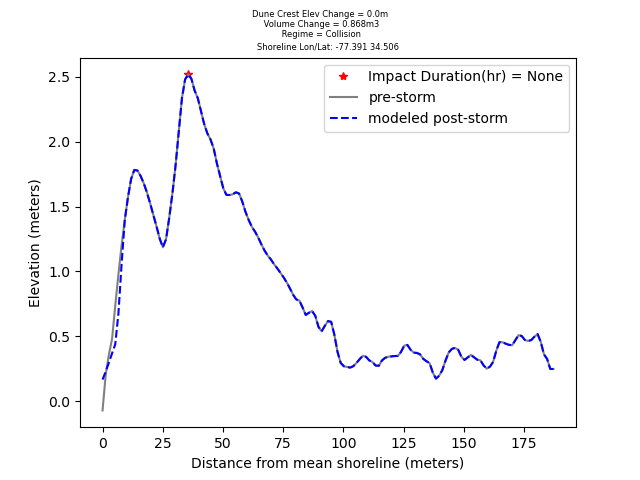 Dune Crest Elev Change = 0.0m
Volume Change = 0.868m3
Regime = Collision
Shoreline Lon/Lat: -77.391 34.506
Impact Duration(hr) = None
pre-storm
modeled post-storm
Elevation (meters)
2.5
2.0
1.5
1.0
0.5
0.0
0 25 50 75 100 125 150 175
Distance from mean shoreline (meters)